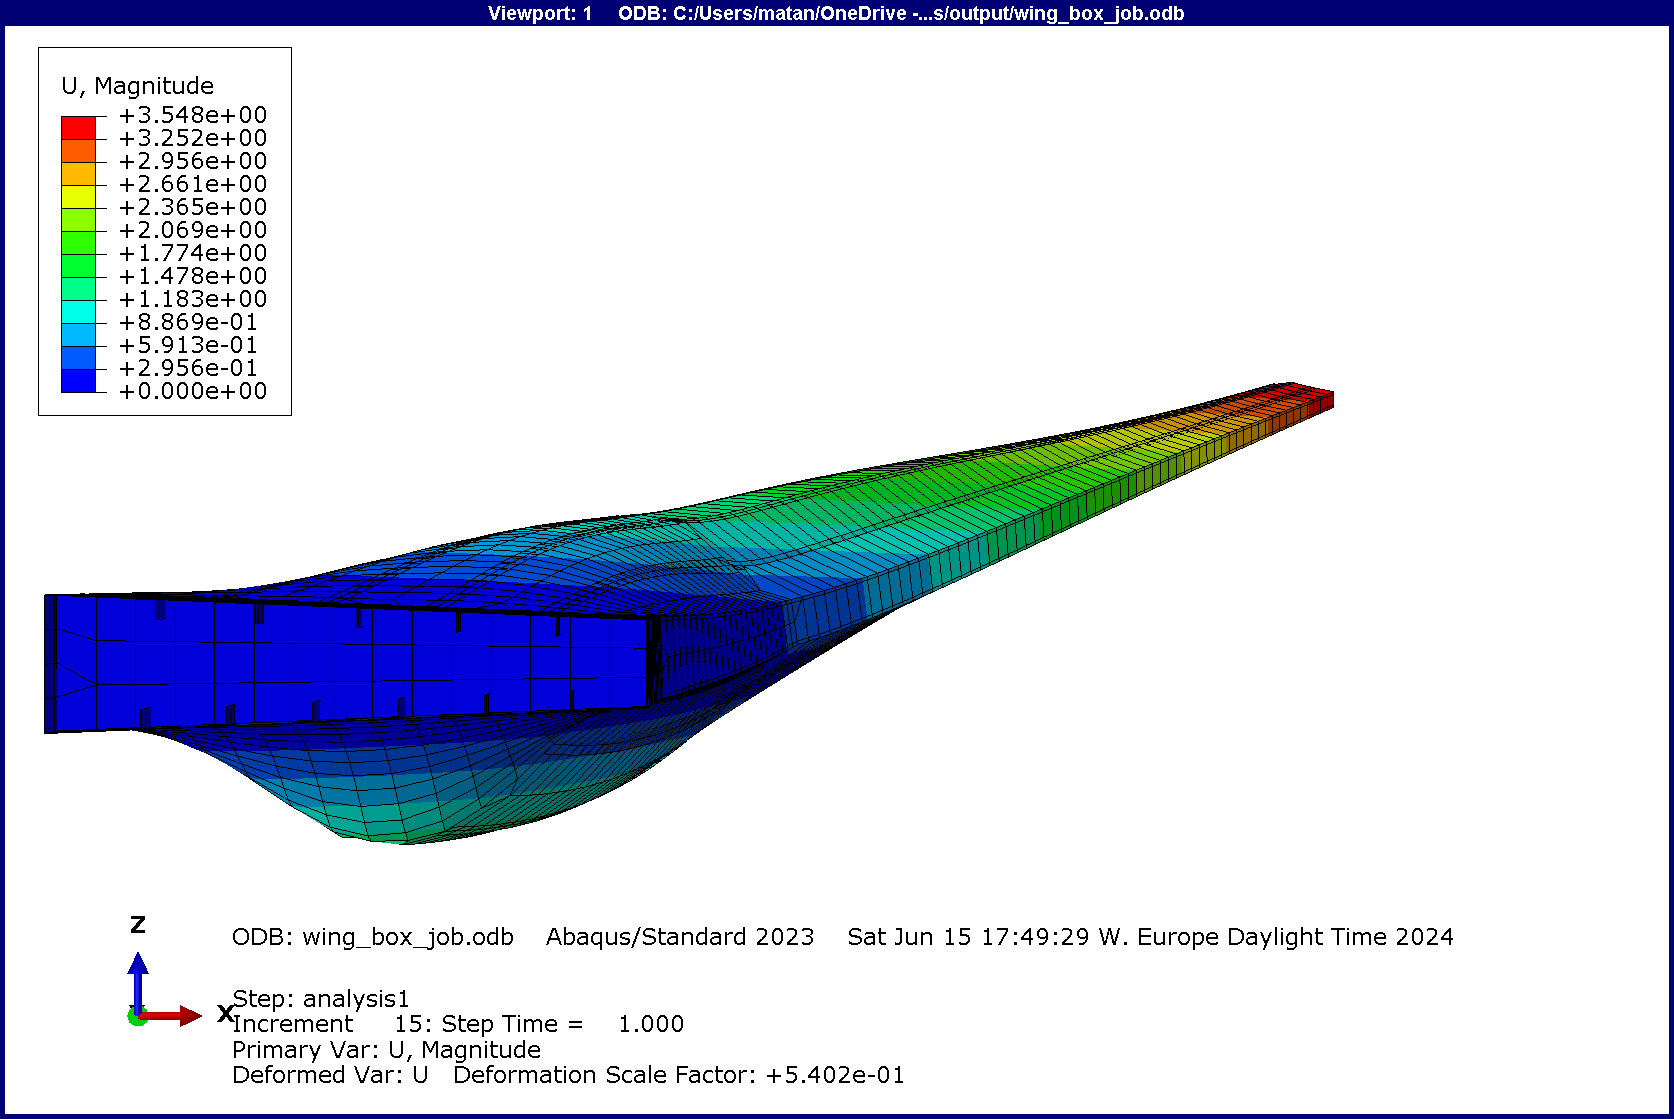 Viewport: 1 ODB: C:/Users/matan/OneDrive -...s/output/wing_box_job.odb
U, Magnitude
+3.548e+00
+3.252e+00
+2.956e+00
+2.661e+00
+2.365e+00
+2.069e+00
+1.774e+00
+1.478e+00
+1.183e+00
+8.869e-01
+5.913e-01
+2.956e-01
+0.000e+00
Z
X
ODB: wing_box_job.odb Abaqus/Standard 2023 Sat Jun 15 17:49:29 W. Europe Daylight Time 2024
Step: analysis1
Increment 15: Step Time = 1.000
Primary Var: U, Magnitude
Deformed Var: U Deformation Scale Factor: +5.402e-01